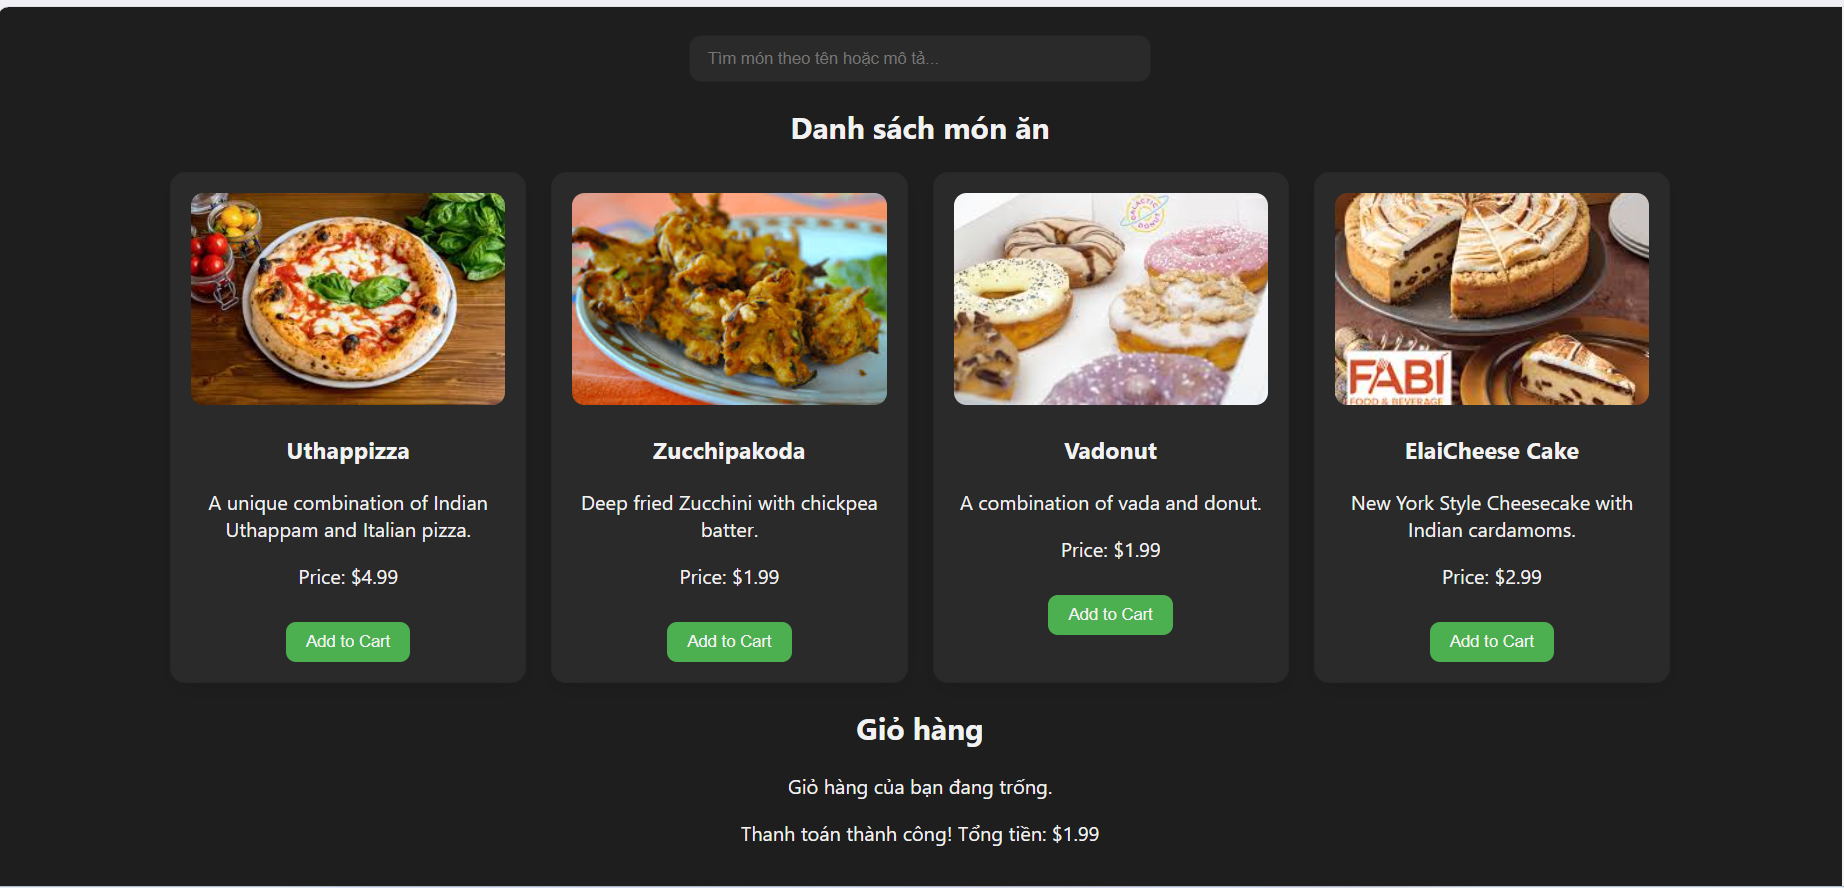 Tìm món theo tên hoặc mô tả...
Danh sách món ăn
GALACTIC
DONUT
FABI
FOOD & BEVERAGE
Uthappizza
A unique combination of Indian
Uthappam and Italian pizza.
Price: $4.99
Add to Cart
Zucchipakoda
Deep fried Zucchini with chickpea
batter.
Price: $1.99
Add to Cart
Vadonut
A combination of vada and donut.
Price: $1.99
Add to Cart
ElaiCheese Cake
New York Style Cheesecake with
Indian cardamoms.
Price: $2.99
Add to Cart
Giỏ hàng
Giỏ hàng của bạn đang trống.
Thanh toán thành công! Tổng tiền: $1.99